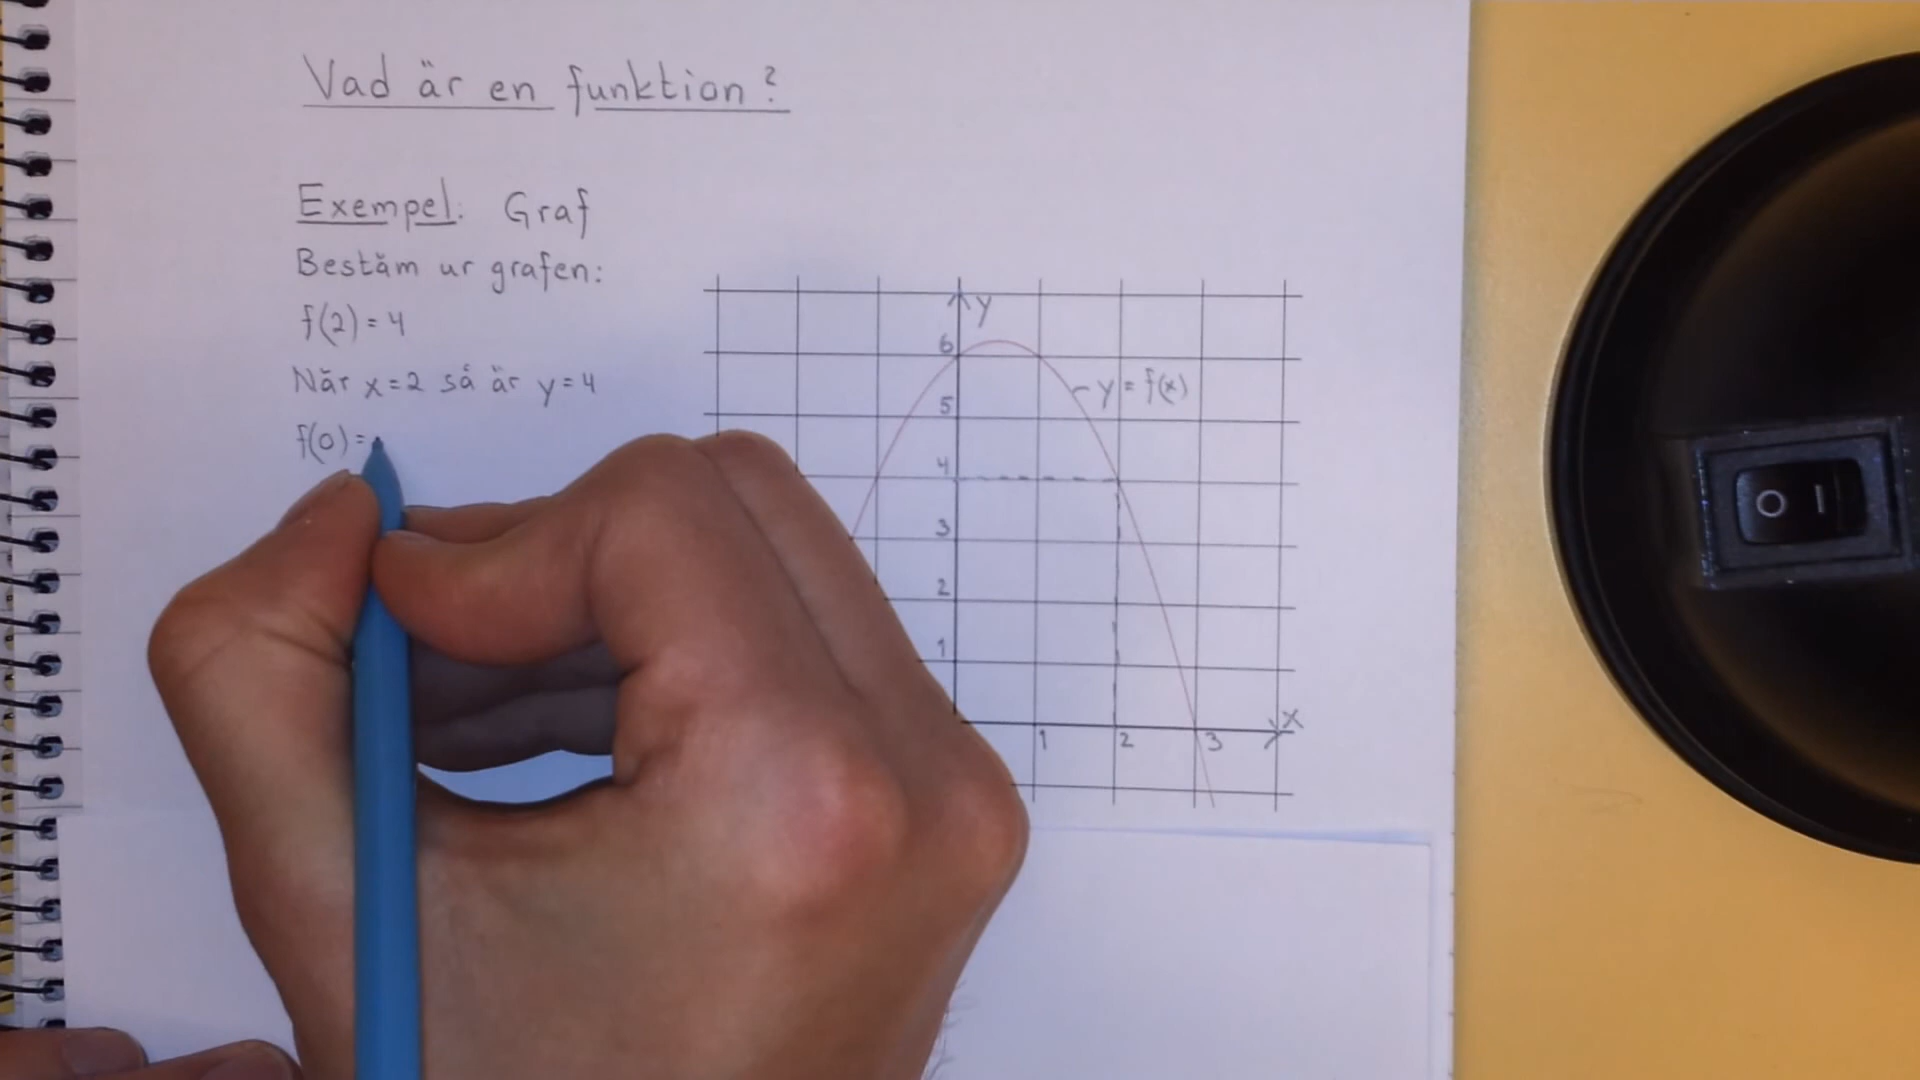 Vad är en funktion?
Exempel: Graf
Bestäm ur grafen:
f(2) = 4
När x=2 så är y=4
f(0) =
y
6
y = f(x)
5
4
3
2
1
1 2 3 x
O I